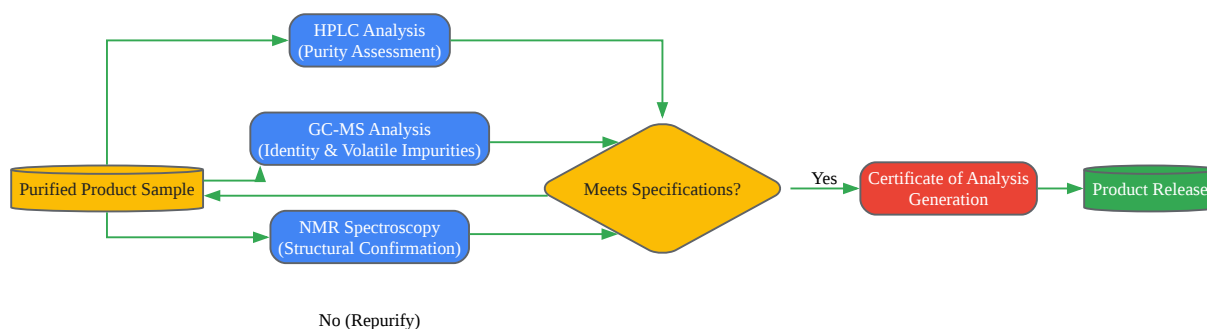 HPLC Analysis
(Purity Assessment)
GC-MS Analysis
(Identity & Volatile Impurities)
Purified Product Sample
Meets Specifications?
Yes
Certificate of Analysis
Generation
Product Release
NMR Spectroscopy
(Structural Confirmation)
No (Repurify)